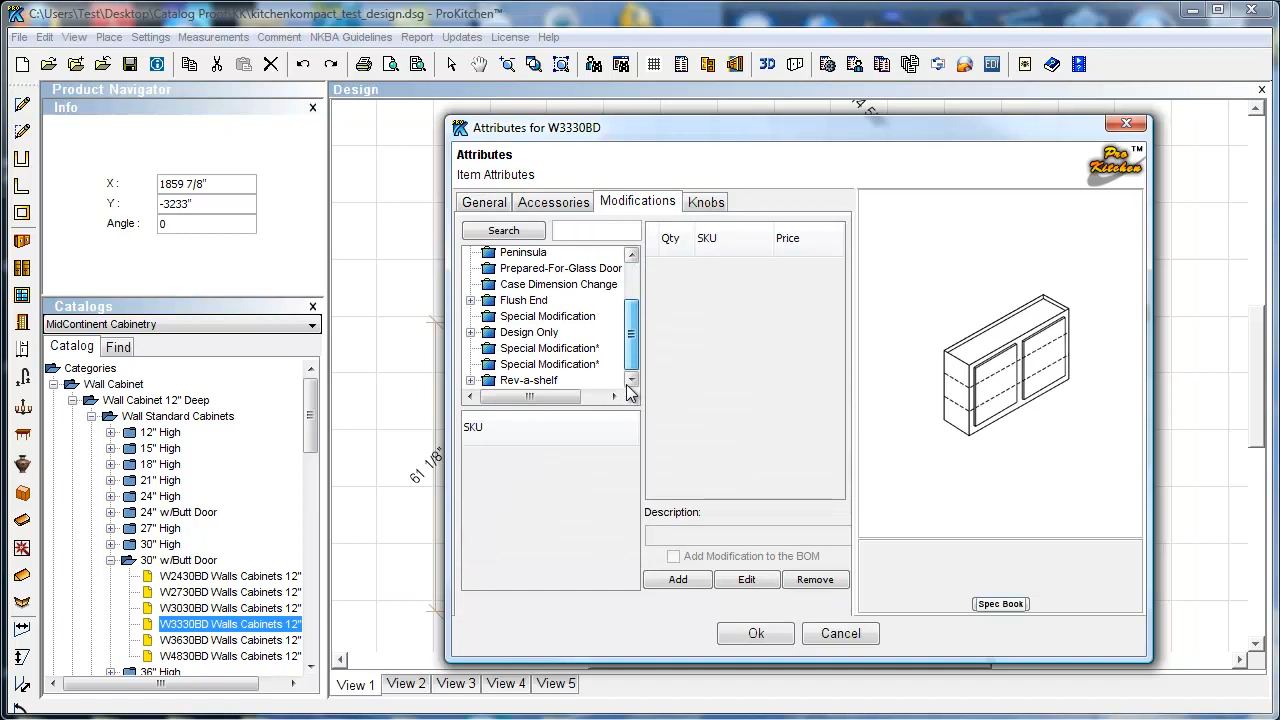 C:\Users\Test\Desktop\Catalog Prod\KK\kitchenkompact_test_design.dsg - ProKitchen™
File Edit View Place Settings Measurements Comment NKBA Guidelines Report Updates License Help
3D EDI
Product Navigator
Info
X : 1859 7/8"
Y : -3233"
Angle : 0
Catalogs
MidContinent Cabinetry
Catalog Find
Categories
Wall Cabinet
Wall Cabinet 12" Deep
Wall Standard Cabinets
12" High
15" High
18" High
21" High
24" High
24" w/Butt Door
27" High
30" High
30" w/Butt Door
W2430BD Walls Cabinets 12"
W2730BD Walls Cabinets 12"
W3030BD Walls Cabinets 12"
W3330BD Walls Cabinets 12"
W3630BD Walls Cabinets 12"
W4830BD Walls Cabinets 12"
36" High
Design
61 1/8"
View 1 View 2 View 3 View 4 View 5
Attributes for W3330BD
Attributes
Item Attributes
Pro Kitchen ™
General Accessories Modifications Knobs
Search
Peninsula
Prepared-For-Glass Door
Case Dimension Change
Flush End
Special Modification
Design Only
Special Modification*
Special Modification*
Rev-a-shelf
SKU
Qty SKU Price
Description:
Add Modification to the BOM
Add Edit Remove
Spec Book
Ok Cancel